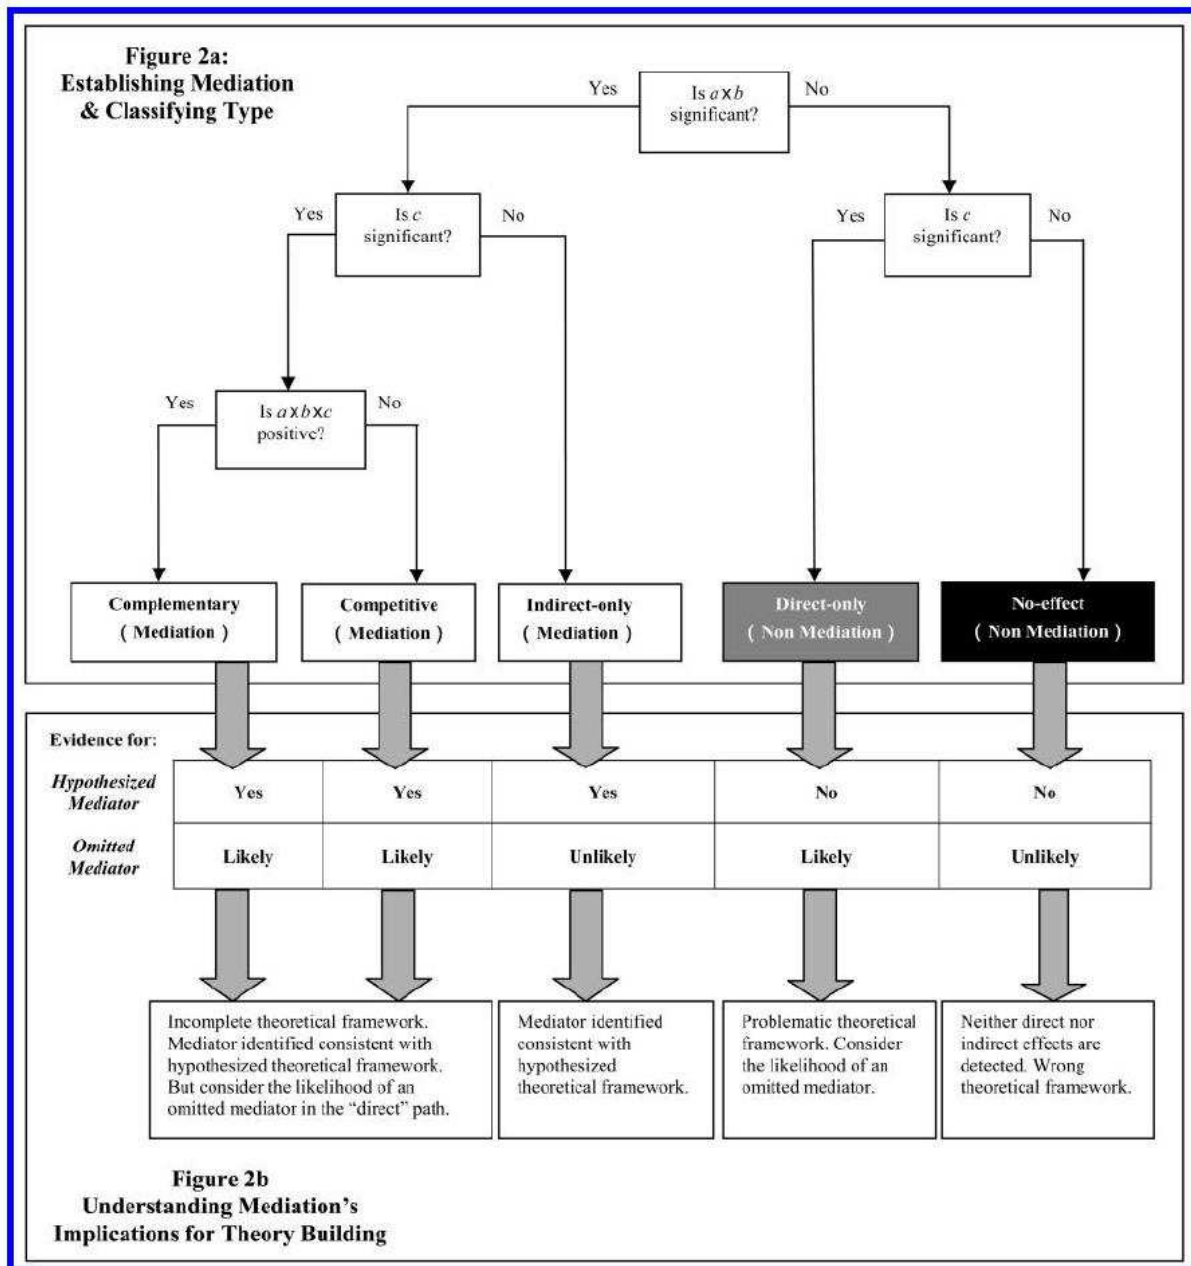 Figure 2a:
Establishing Mediation
& Classifying Type
Yes
Is a x b
significant?
No
Yes
Is c
significant?
No
Yes
Is c
significant?
No
Yes
Is a x b x c
positive?
No
Complementary
( Mediation )
Competitive
( Mediation )
Indirect-only
( Mediation )
Direct-only
( Non Mediation )
No-effect
( Non Mediation )
Evidence for:
Hypothesized
Mediator
Yes
Yes
Yes
No
No
Omitted
Mediator
Likely
Likely
Unlikely
Likely
Unlikely
Incomplete theoretical framework.
Mediator identified consistent with
hypothesized theoretical framework.
But consider the likelihood of an
omitted mediator in the “direct” path.
Mediator identified
consistent with
hypothesized
theoretical framework.
Problematic theoretical
framework. Consider
the likelihood of an
omitted mediator.
Neither direct nor
indirect effects are
detected. Wrong
theoretical framework.
Figure 2b
Understanding Mediation’s
Implications for Theory Building